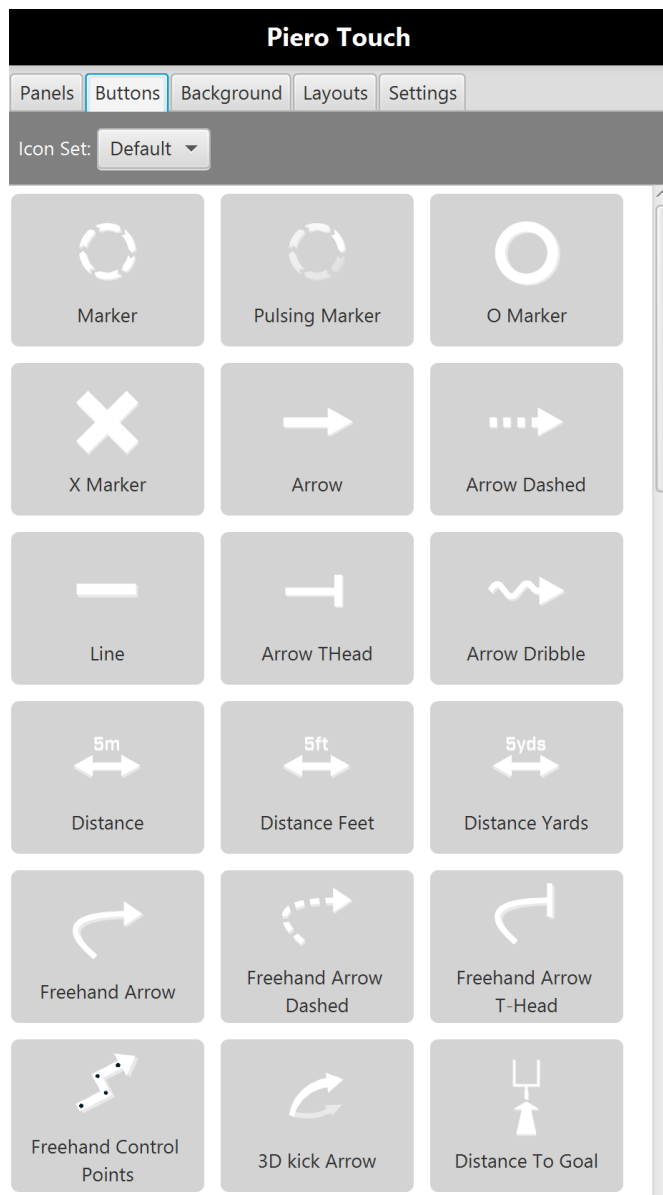 Piero Touch
Panels Buttons Background Layouts Settings
Icon Set: Default
Marker Pulsing Marker O Marker
X Marker Arrow Arrow Dashed
Line Arrow THead Arrow Dribble
5m 5ft 5yds
Distance Distance Feet Distance Yards
Freehand Arrow
Freehand Arrow
Dashed
Freehand Arrow
T-Head
Freehand Control
Points
3D kick Arrow
Distance To Goal